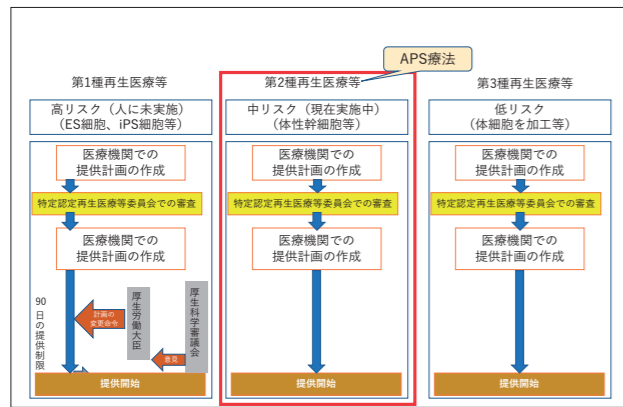 APS療法
第1種再生医療等
高リスク（人に未実施）
（ES細胞、iPS細胞等）
医療機関での
提供計画の作成
特定認定再生医療等委員会での審査
医療機関での
提供計画の作成
90日の提供制限
計画の
変更命令
厚生労働大臣
意見
厚生科学審議会
提供開始
第2種再生医療等
中リスク（現在実施中）
（体性幹細胞等）
医療機関での
提供計画の作成
特定認定再生医療等委員会での審査
医療機関での
提供計画の作成
提供開始
第3種再生医療等
低リスク
（体細胞を加工等）
医療機関での
提供計画の作成
特定認定再生医療等委員会での審査
医療機関での
提供計画の作成
提供開始